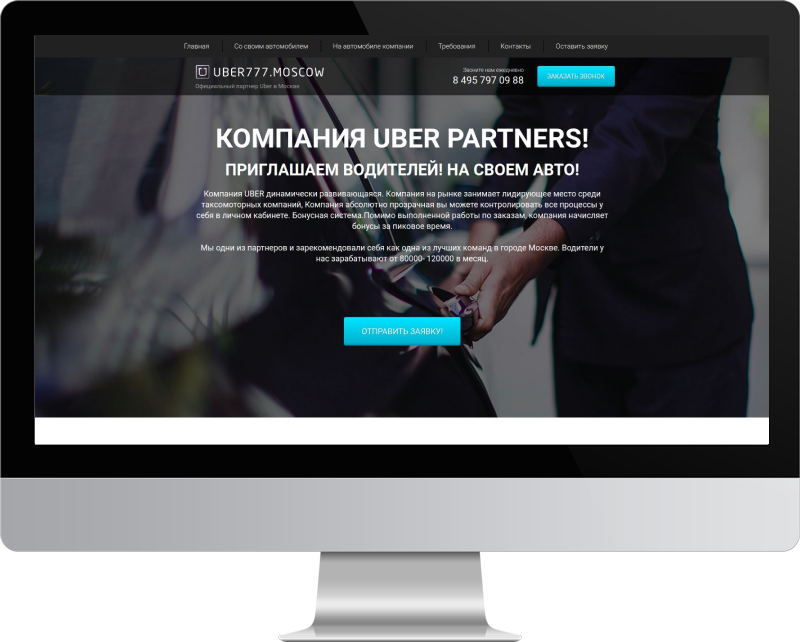 Главная Со своим автомобилем На автомобиле компании Требования Контакты Оставить заявку
UBER777.MOSCOW
Официальный партнер Uber в Москве
Звоните нам ежедневно
8 495 797 09 88
ЗАКАЗАТЬ ЗВОНОК
КОМПАНИЯ UBER PARTNERS!
ПРИГЛАШАЕМ ВОДИТЕЛЕЙ! НА СВОЕМ АВТО!
Компания UBER динамически развивающаяся. Компания на рынке занимает лидирующее место среди
таксомоторных компаний, Компания абсолютно прозрачная вы можете контролировать все процессы у
себя в личном кабинете. Бонусная система.Помимо выполненной работы по заказам, компания начисляет
бонусы за пиковое время.
Мы одни из партнеров и зарекомендовали себя как одна из лучших команд в городе Москве. Водители у
нас зарабатывают от 80000- 120000 в месяц.
ОТПРАВИТЬ ЗАЯВКУ!